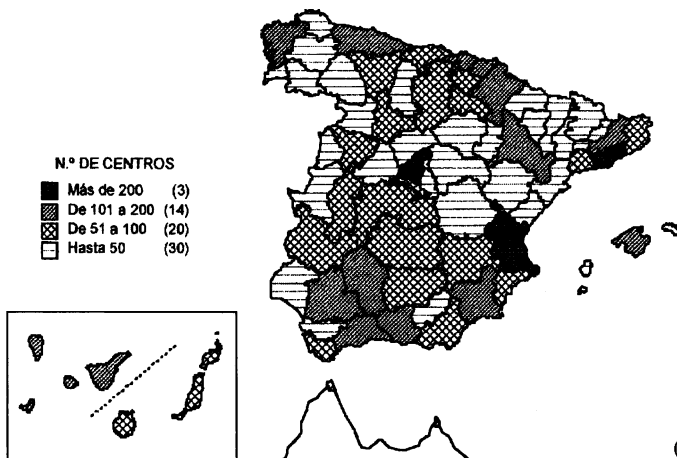 N.º DE CENTROS
Más de 200 (3)
De 101 a 200 (14)
De 51 a 100 (20)
Hasta 50 (30)